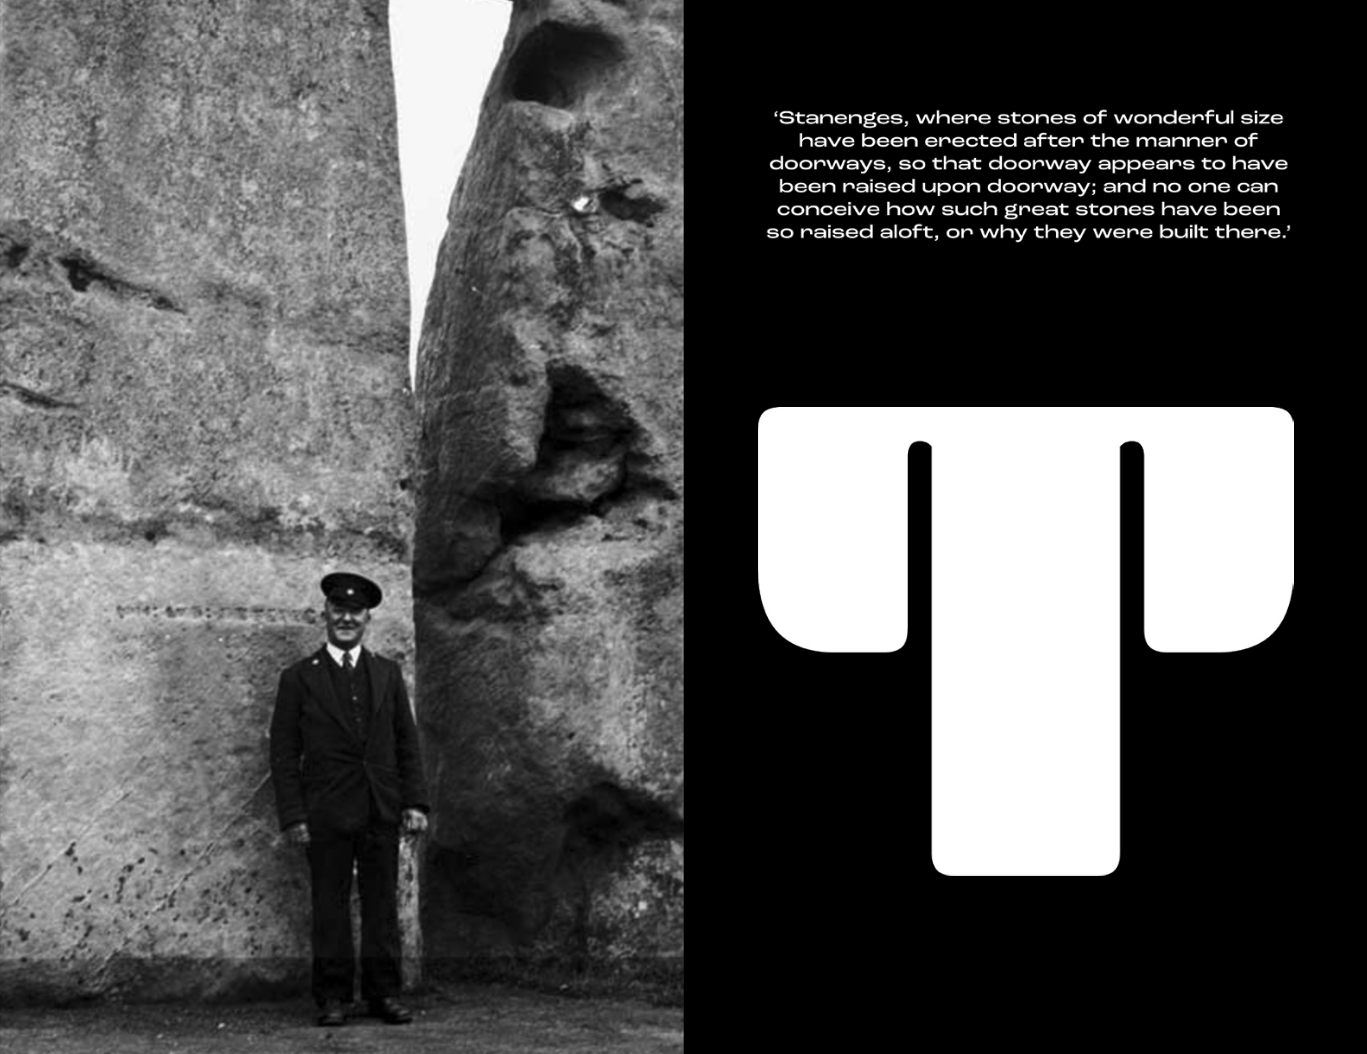 ‘Stanenges, where stones of wonderful size
have been erected after the manner of
doorways, so that doorway appears to have
been raised upon doorway; and no one can
conceive how such great stones have been
so raised aloft, or why they were built there.’
T